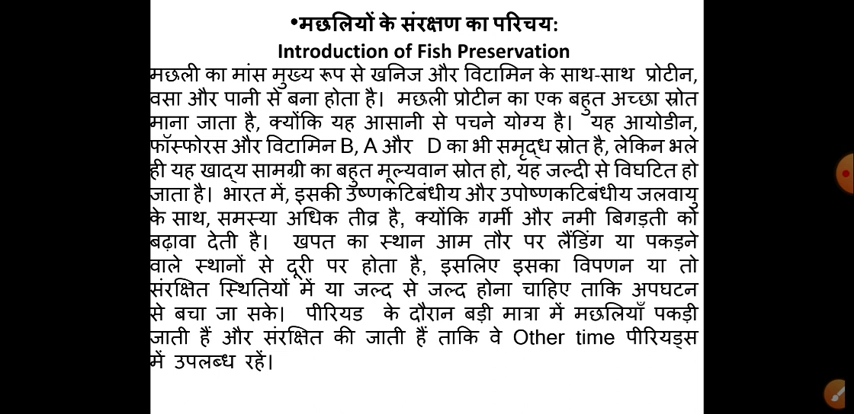 •मछलियों के संरक्षण का परिचय:
Introduction of Fish Preservation
मछली का मांस मुख्य रूप से खनिज और विटामिन के साथ-साथ प्रोटीन,
वसा और पानी से बना होता है। मछली प्रोटीन का एक बहुत अच्छा स्रोत
माना जाता है, क्योंकि यह आसानी से पचने योग्य है। यह आयोडीन,
फॉस्फोरस और विटामिन B, A और D का भी समृद्ध स्रोत है, लेकिन भले
ही यह खाद्य सामग्री का बहुत मूल्यवान स्रोत हो, यह जल्दी से विघटित हो
जाता है। भारत में, इसकी उष्णकटिबंधीय और उपोष्णकटिबंधीय जलवायु
के साथ, समस्या अधिक तीव्र है, क्योंकि गर्मी और नमी बिगड़ती को
बढ़ावा देती है। खपत का स्थान आम तौर पर लैंडिंग या पकड़ने
वाले स्थानों से दूरी पर होता है, इसलिए इसका विपणन या तो
संरक्षित स्थितियों में या जल्द से जल्द होना चाहिए ताकि अपघटन
से बचा जा सके। पीरियड के दौरान बड़ी मात्रा में मछलियाँ पकड़ी
जाती हैं और संरक्षित की जाती हैं ताकि वे Other time पीरियड्स
में उपलब्ध रहें।